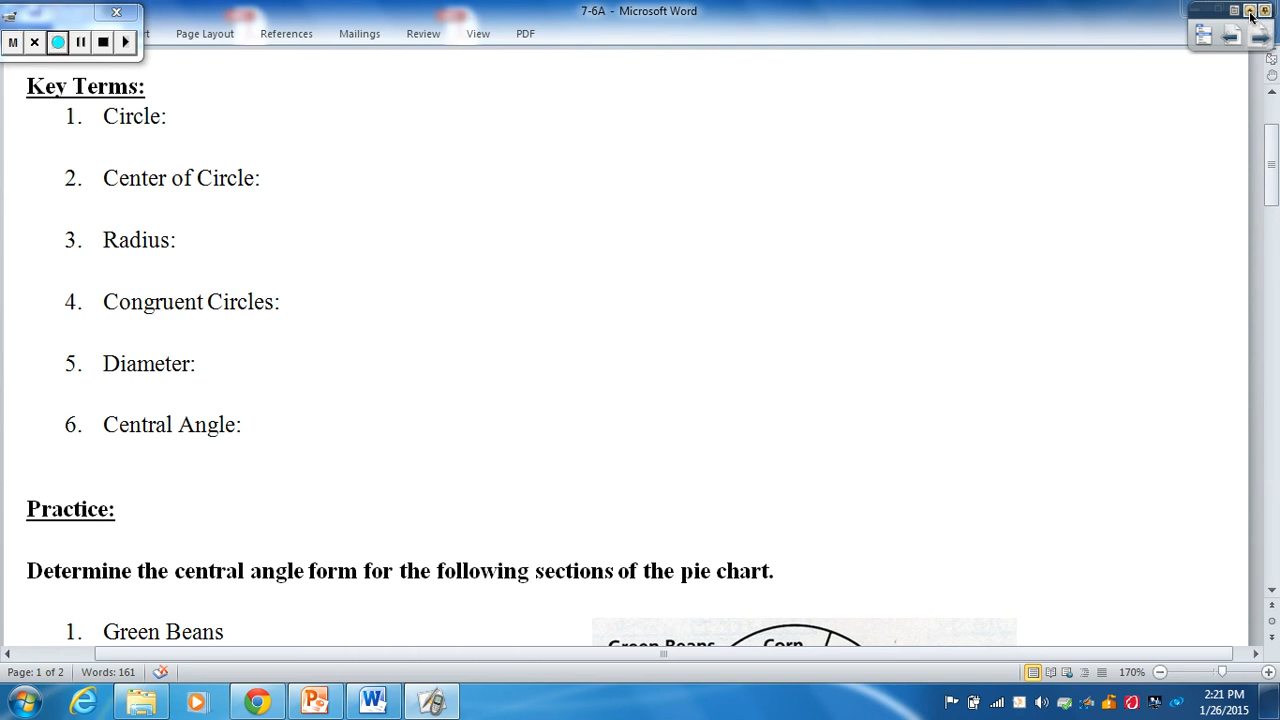 7-6A - Microsoft Word
M
Page Layout References Mailings Review View PDF
Key Terms:
1. Circle:
2. Center of Circle:
3. Radius:
4. Congruent Circles:
5. Diameter:
6. Central Angle:
Practice:
Determine the central angle form for the following sections of the pie chart.
1. Green Beans
Green Beans Corn
Page: 1 of 2 Words: 161 170%
2:21 PM
1/26/2015